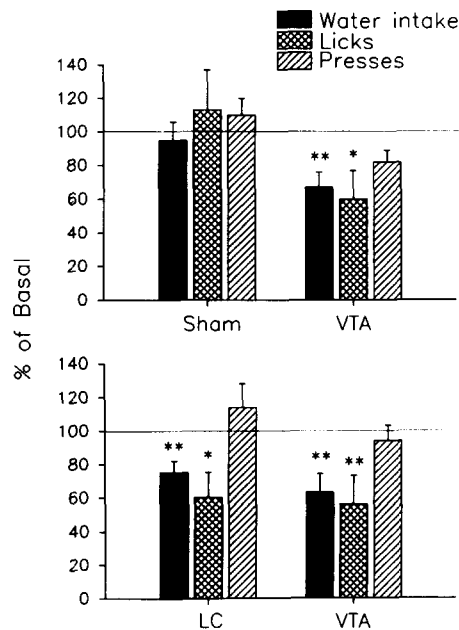 Water intake
Licks
Presses
% of Basal
140
120
100
80
60
40
20
0
** *
Sham VTA
140
120
100
80
60
40
20
0
** * ** **
LC VTA